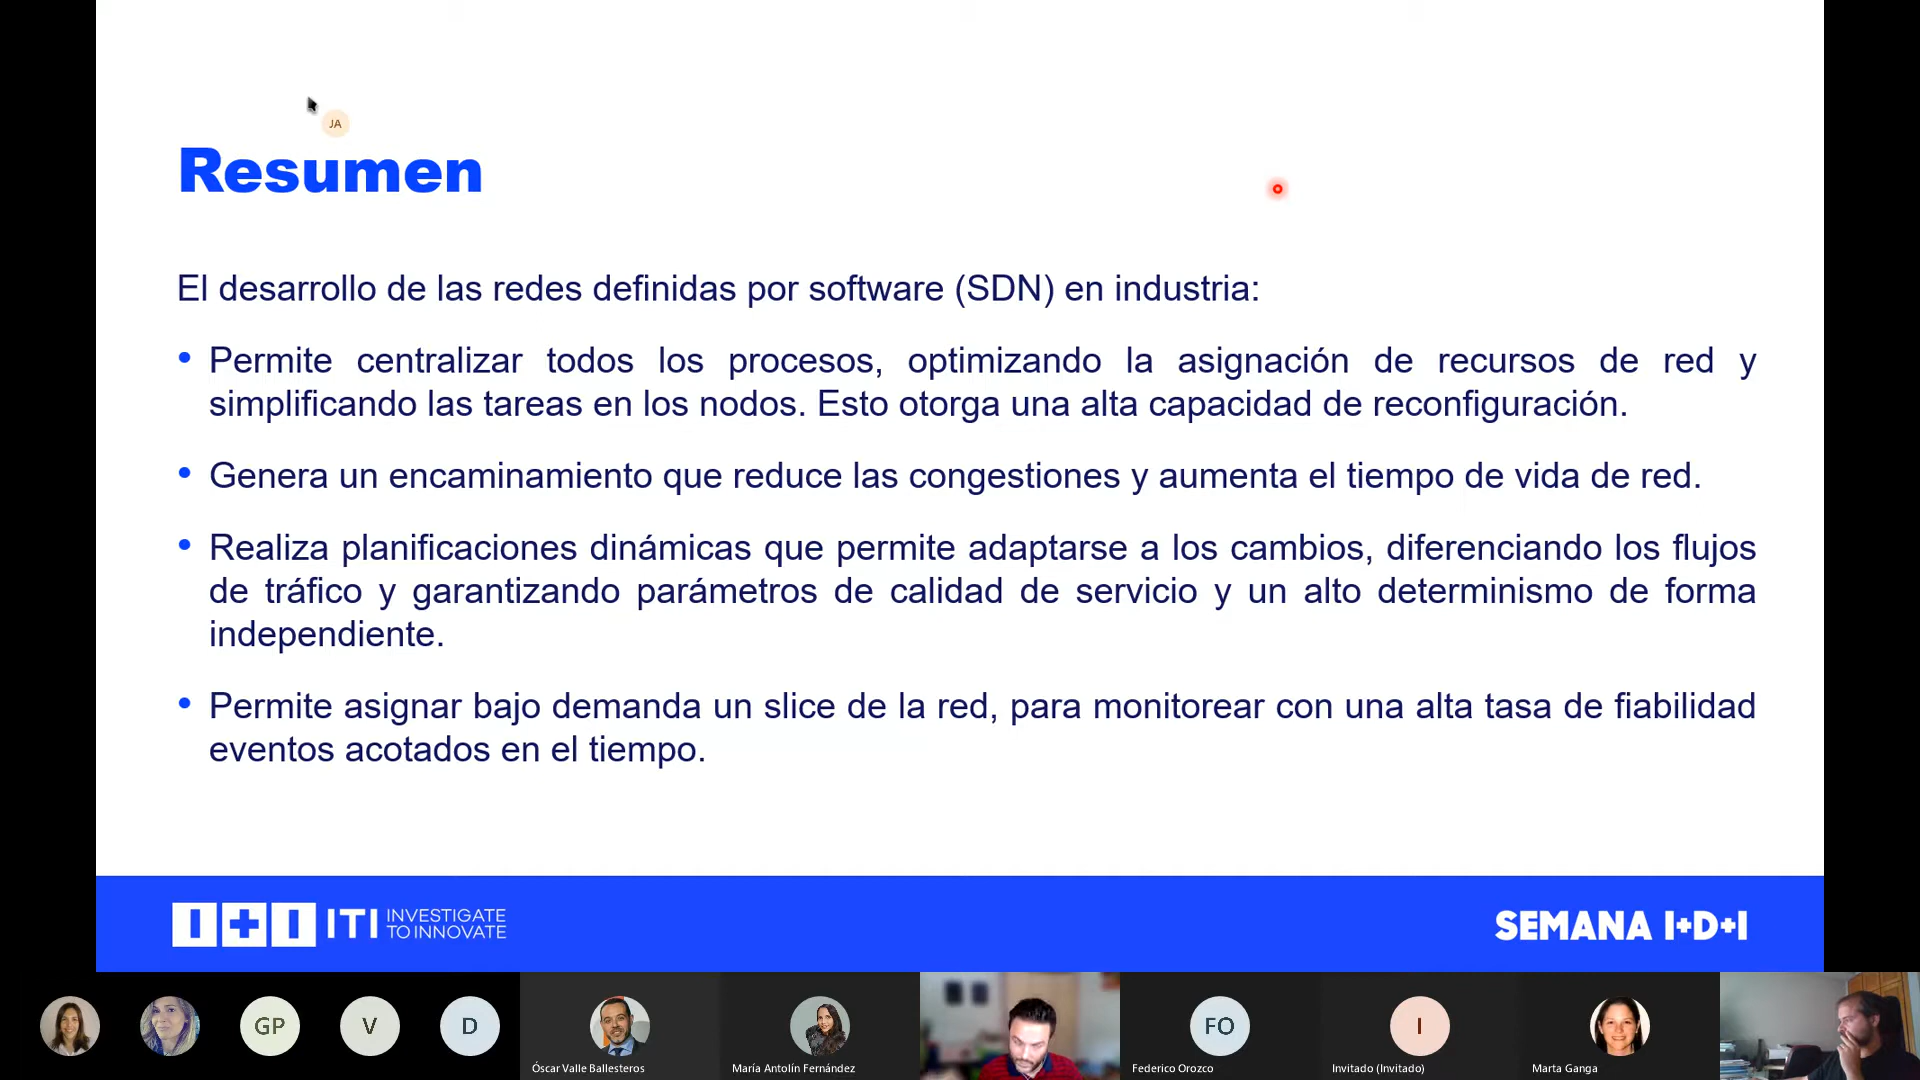 JA
Resumen
El desarrollo de las redes definidas por software (SDN) en industria:
• Permite centralizar todos los procesos, optimizando la asignación de recursos de red y
simplificando las tareas en los nodos. Esto otorga una alta capacidad de reconfiguración.
• Genera un encaminamiento que reduce las congestiones y aumenta el tiempo de vida de red.
• Realiza planificaciones dinámicas que permite adaptarse a los cambios, diferenciando los flujos
de tráfico y garantizando parámetros de calidad de servicio y un alto determinismo de forma
independiente.
• Permite asignar bajo demanda un slice de la red, para monitorear con una alta tasa de fiabilidad
eventos acotados en el tiempo.
I+I ITI INVESTIGATE
TO INNOVATE
SEMANA I+D+I
GP
V
D
FO
I
Óscar Valle Ballesteros
María Antolín Fernández
Federico Orozco
Invitado (Invitado)
Marta Ganga